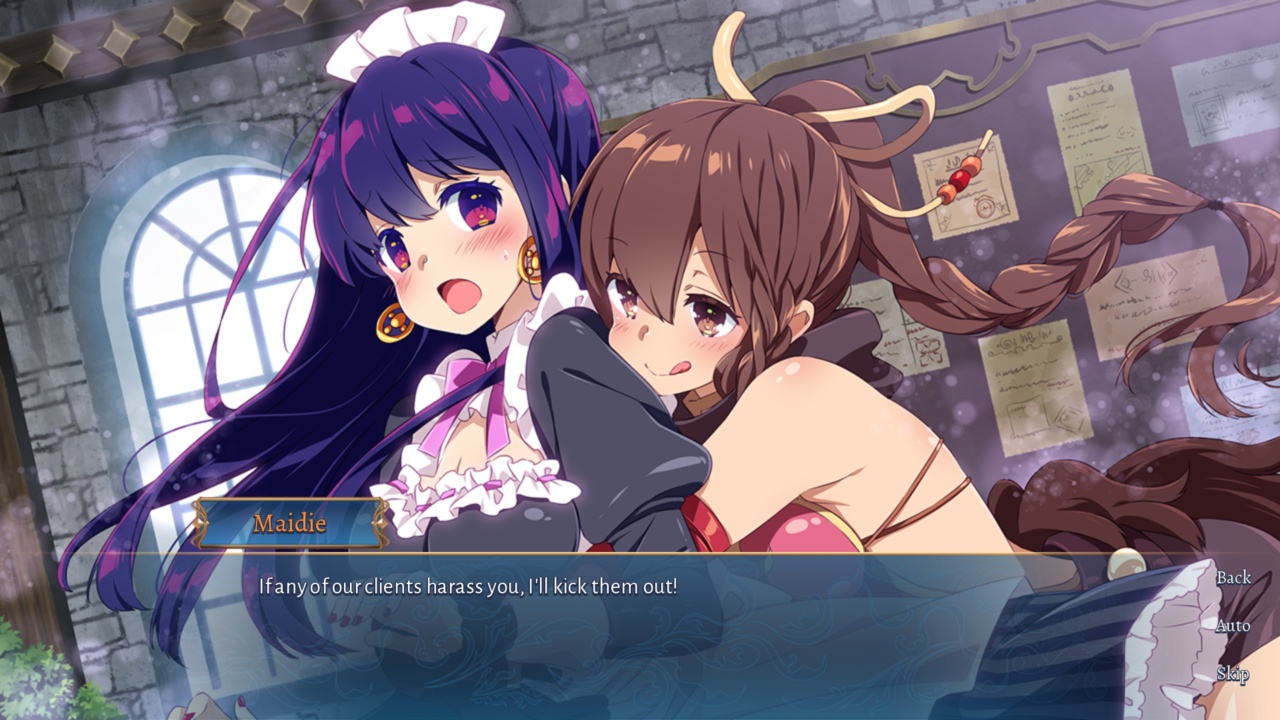 Maidie
If any of our clients harass you, I'll kick them out!
Back
Auto
Skip